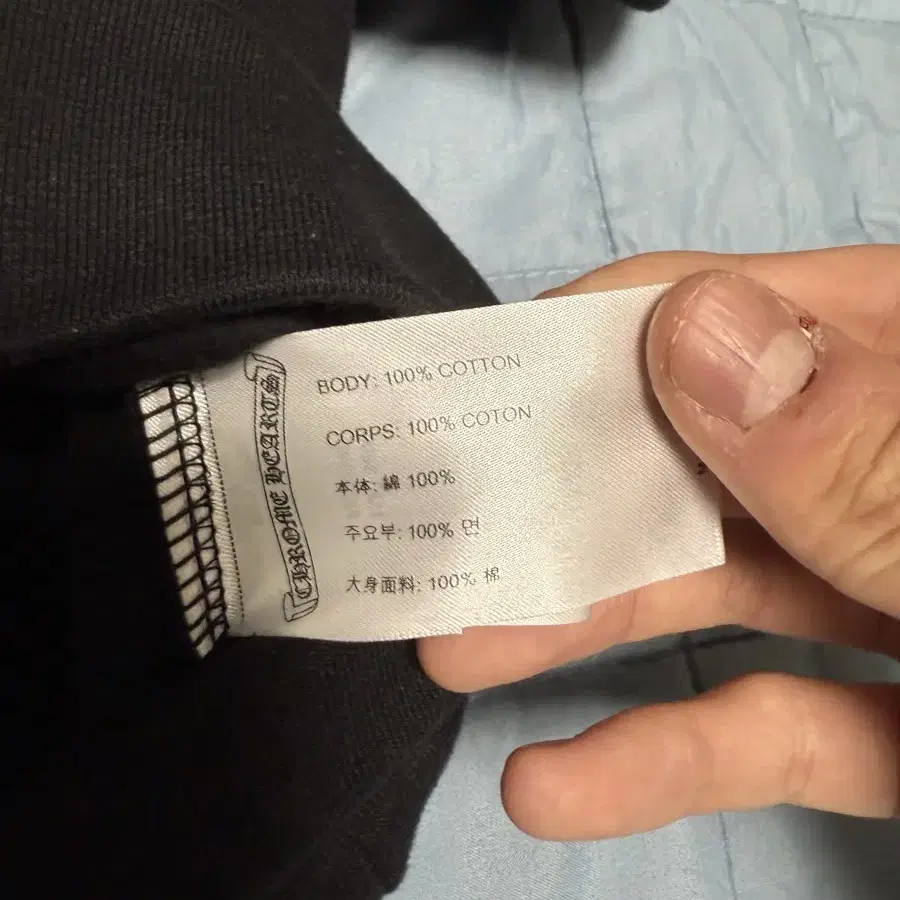 CHROME HEARTS
BODY: 100% COTTON
CORPS: 100% COTON
本体: 綿 100%
주요부: 100% 면
大身面料: 100% 棉